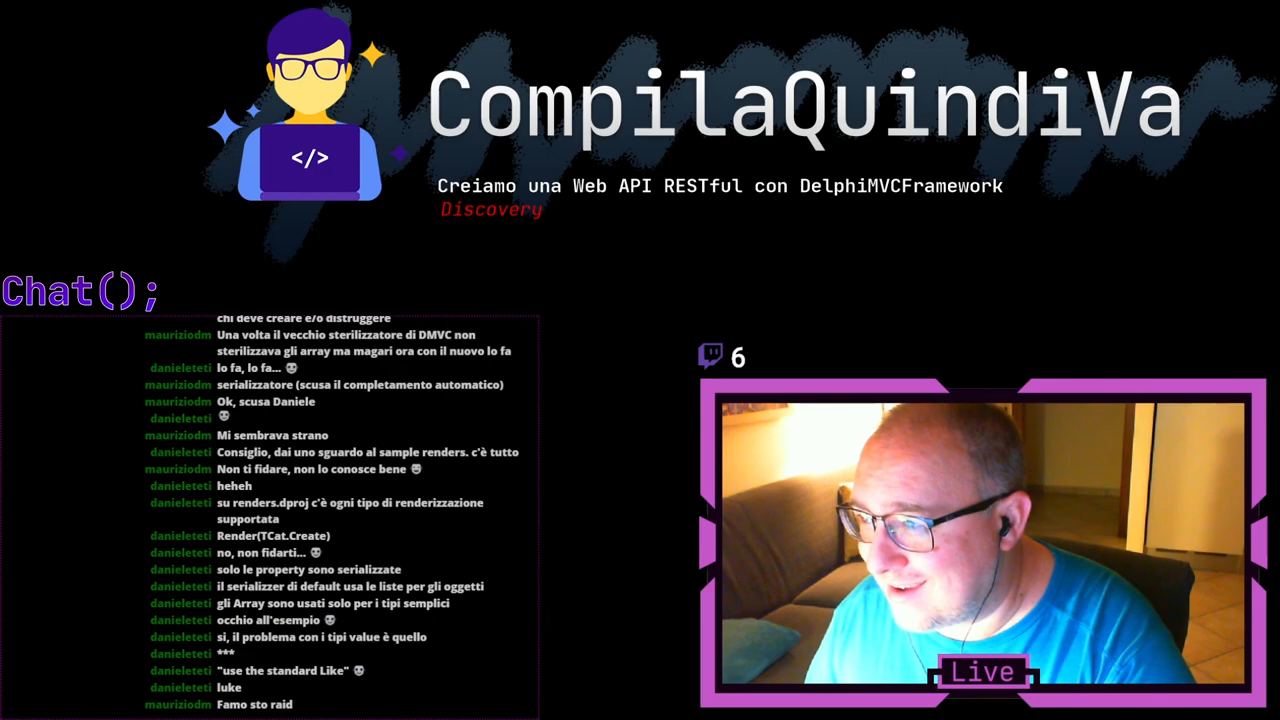 </>
CompilaQuindiVa
Creiamo una Web API RESTful con DelphiMVCFramework
Discovery
Chat();
chi deve creare e/o distruggere
mauriziodm Una volta il vecchio sterilizzatore di DMVC non
sterilizzava gli array ma magari ora con il nuovo lo fa
danieleteti lo fa, lo fa...
mauriziodm serializzatore (scusa il completamento automatico)
mauriziodm Ok, scusa Daniele
danieleteti
mauriziodm Mi sembrava strano
danieleteti Consiglio, dai uno sguardo al sample renders. c'è tutto
mauriziodm Non ti fidare, non lo conosce bene
danieleteti heheh
danieleteti su renders.dproj c'è ogni tipo di renderizzazione
supportata
danieleteti Render(TCat.Create)
danieleteti no, non fidarti...
danieleteti solo le property sono serializzate
danieleteti il serializzer di default usa le liste per gli oggetti
danieleteti gli Array sono usati solo per i tipi semplici
danieleteti occhio all'esempio
danieleteti si, il problema con i tipi value è quello
danieleteti ***
danieleteti "use the standard Like"
danieleteti luke
mauriziodm Famo sto raid
6
Live